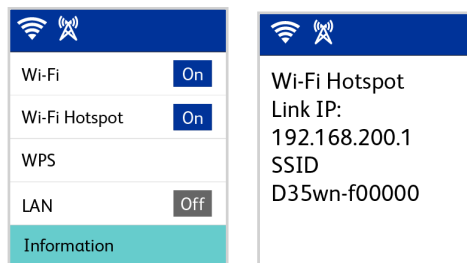 Wi-Fi On
Wi-Fi Hotspot On
WPS
LAN Off
Information
Wi-Fi Hotspot
Link IP:
192.168.200.1
SSID
D35wn-f00000